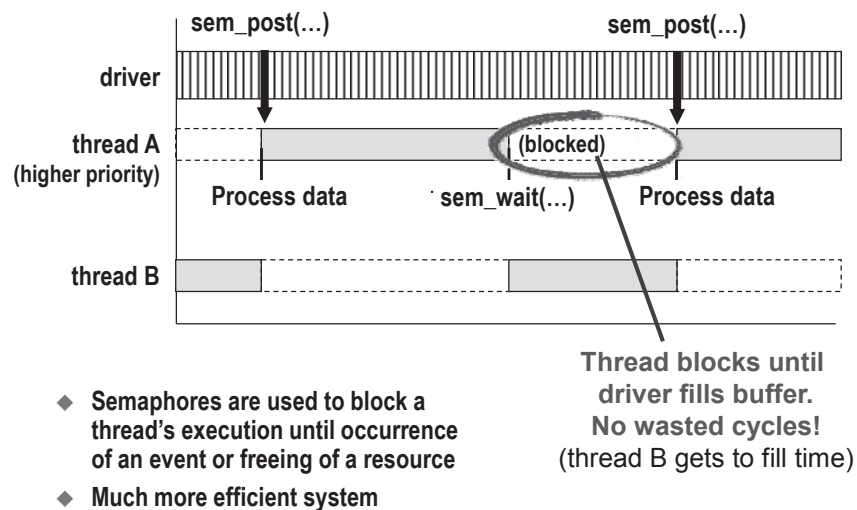 sem_post(…)
sem_post(…)
driver
thread A
(higher priority)
(blocked)
Process data
sem_wait(…)
Process data
thread B
Thread blocks until
driver fills buffer.
No wasted cycles!
(thread B gets to fill time)
◆ Semaphores are used to block a
thread’s execution until occurrence
of an event or freeing of a resource
◆ Much more efficient system